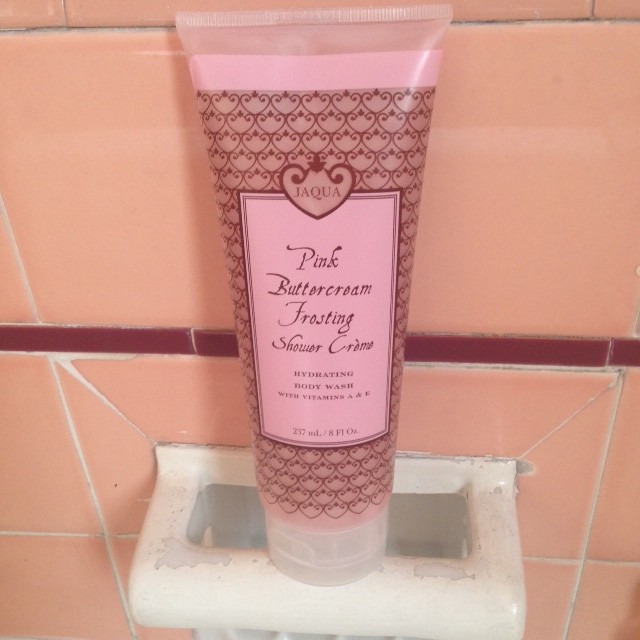 JAQUA
Pink
Buttercream
Frosting
Shower Crème
HYDRATING
BODY WASH
WITH VITAMINS A & E
237 mL / 8 Fl Oz.